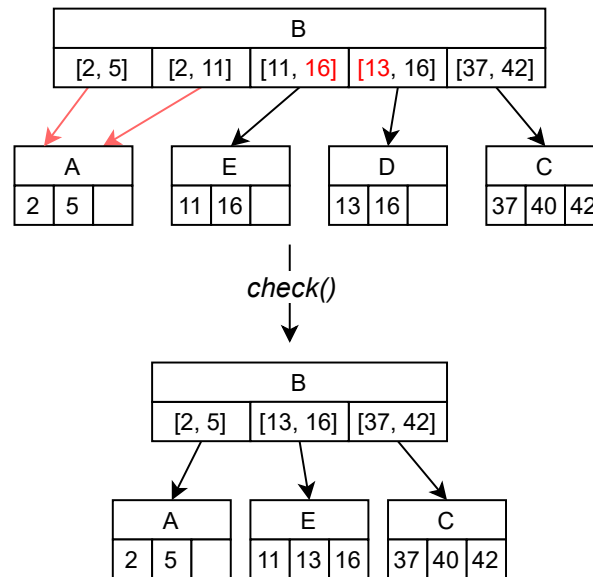 B
[2, 5] [2, 11] [11, 16] [13, 16] [37, 42]
A E D C
2 5 11 16 13 16 37 40 42
check()
B
[2, 5] [13, 16] [37, 42]
A E C
2 5 11 13 16 37 40 42